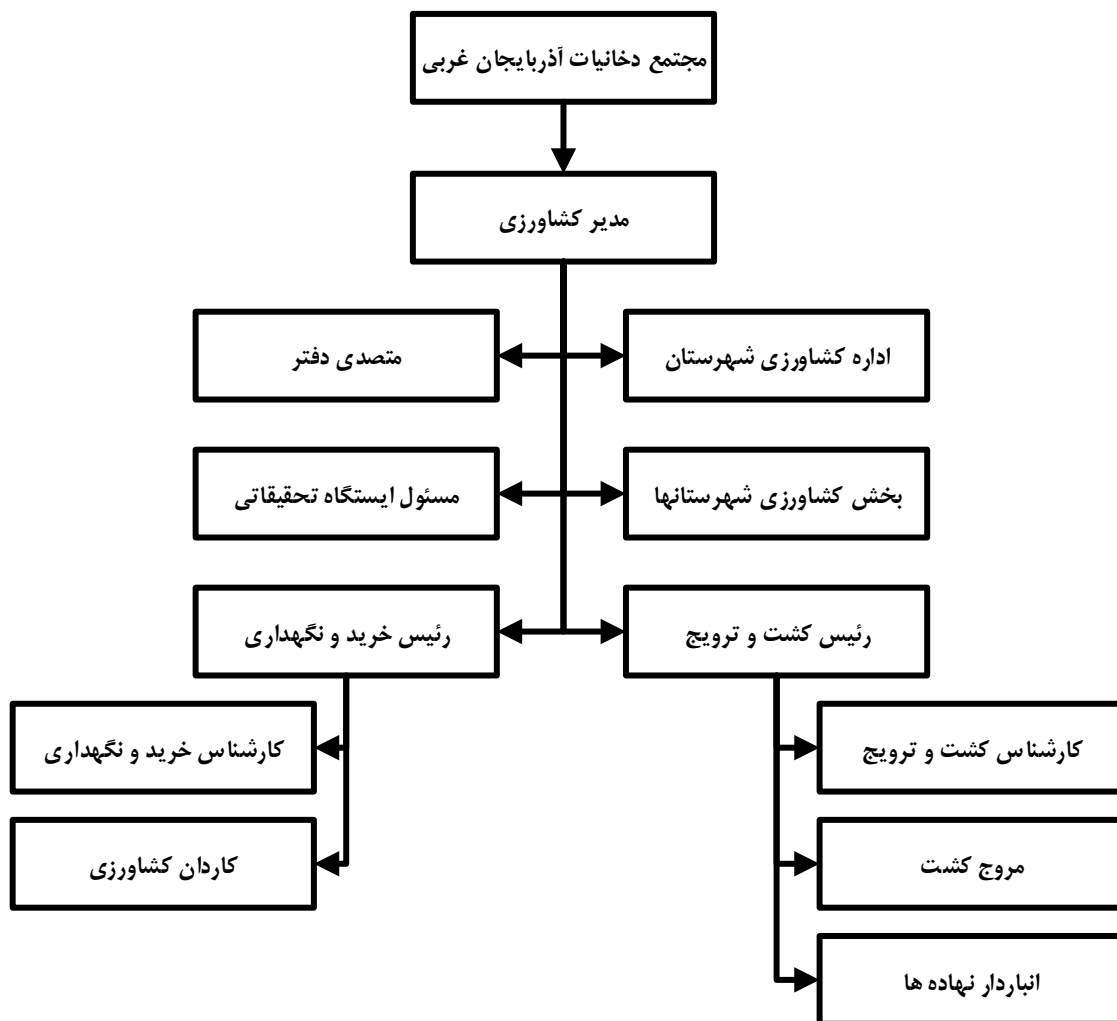 مجتمع دخانیات آذربایجان غربی
مدیر کشاورزی
اداره کشاورزی شهرستان
متصدی دفتر
بخش کشاورزی شهرستانها
مسئول ایستگاه تحقیقاتی
رئیس کشت و ترویج
رئیس خرید و نگهداری
کارشناس کشت و ترویج
کارشناس خرید و نگهداری
مروج کشت
کاردان کشاورزی
انباردار نهاده ها